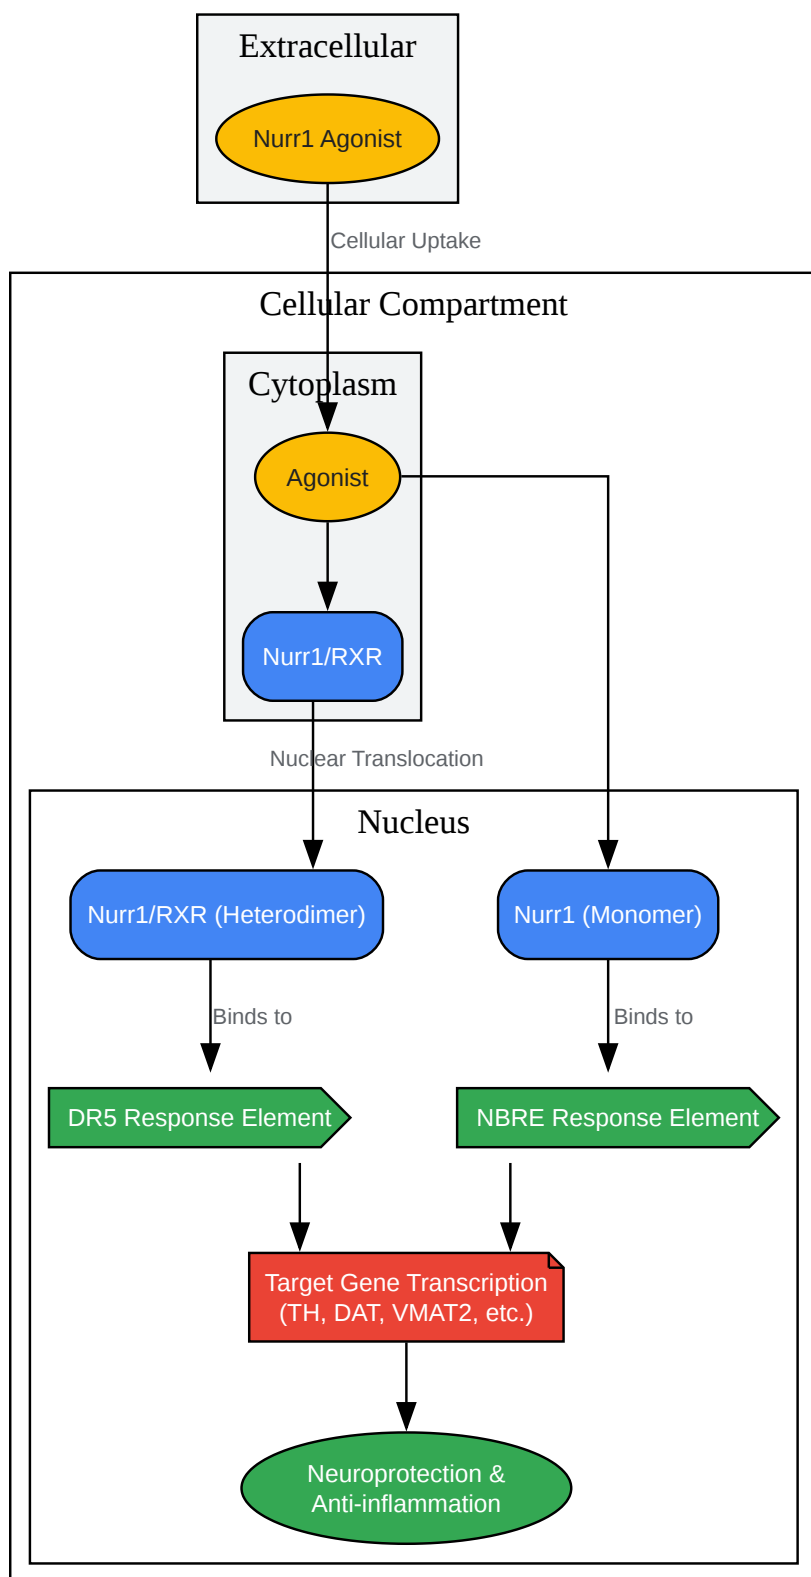 Extracellular
Nurr1 Agonist
Cellular Uptake
Cellular Compartment
Cytoplasm
Agonist
Nurr1/RXR
Nuclear Translocation
Nucleus
Nurr1/RXR (Heterodimer)
Nurr1 (Monomer)
Binds to
Binds to
DR5 Response Element
NBRE Response Element
Target Gene Transcription
(TH, DAT, VMAT2, etc.)
Neuroprotection &
Anti-inflammation